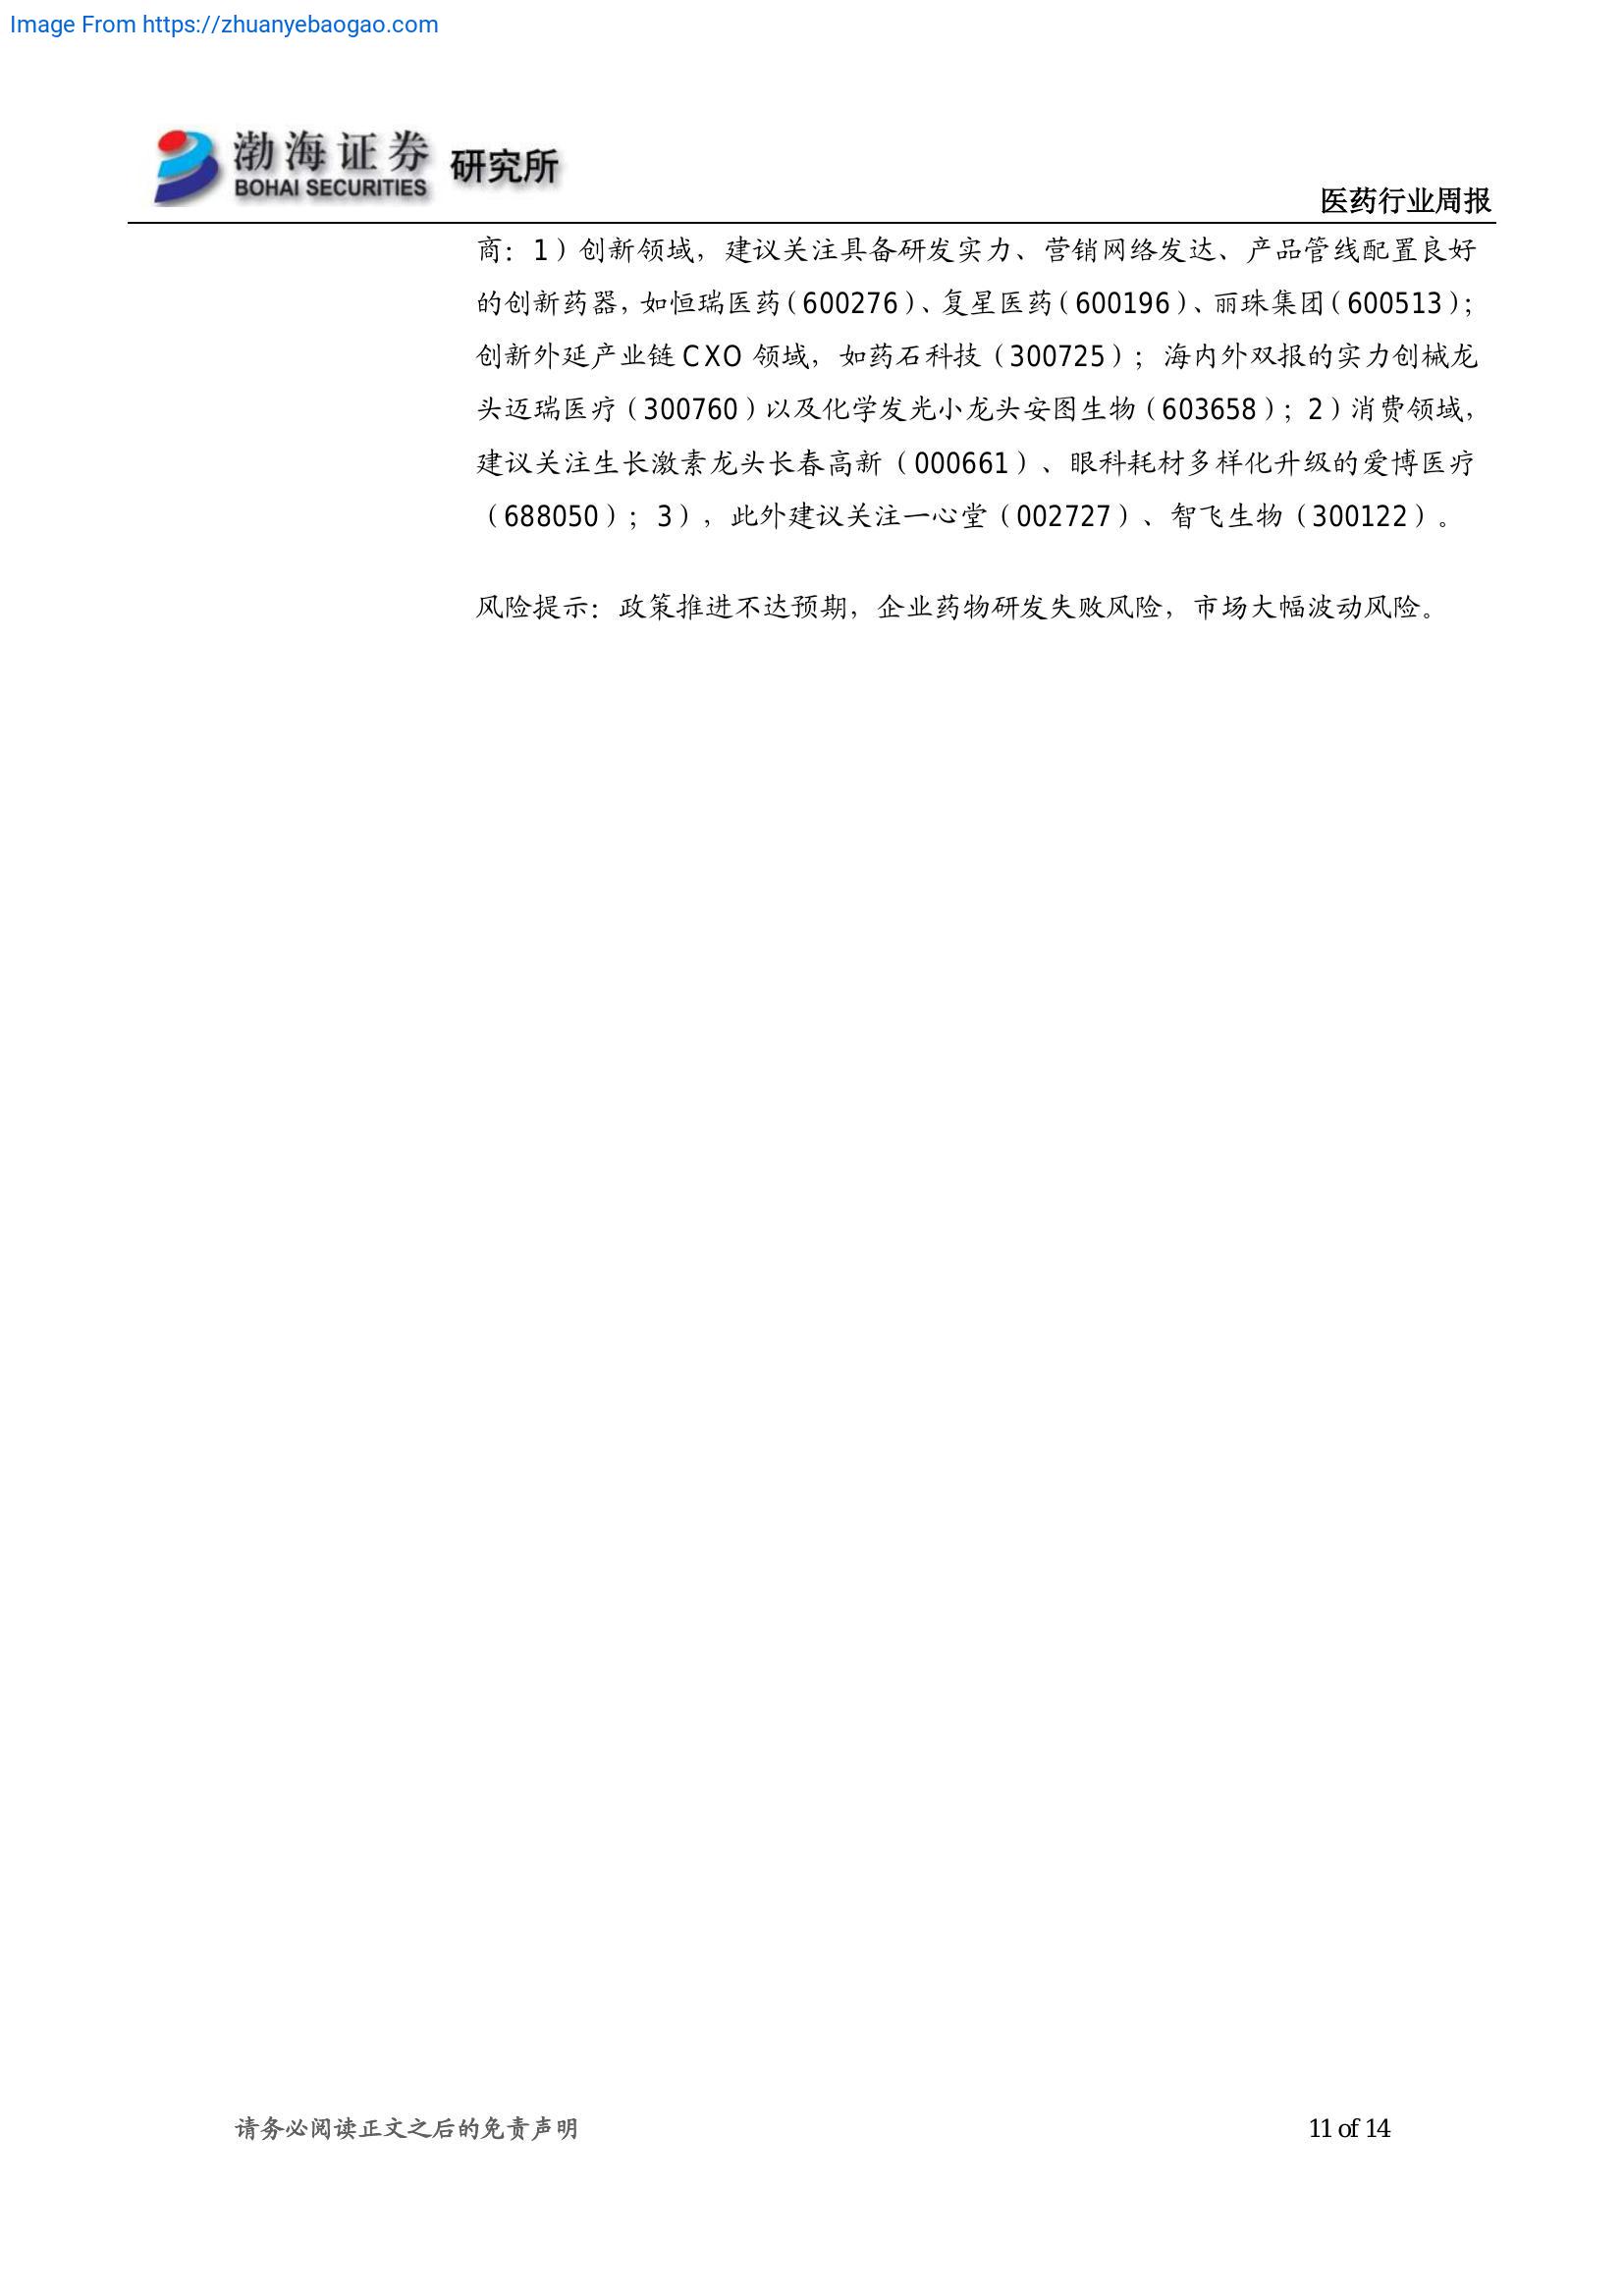 Image From https://zhuanyebaogao.com
渤海证券 研究所
BOHAI SECURITIES
医药行业周报
商：1）创新领域，建议关注具备研发实力、营销网络发达、产品管线配置良好
的创新药器，如恒瑞医药（600276）、复星医药（600196）、丽珠集团（600513）；
创新外延产业链 CXO 领域，如药石科技（300725）；海内外双报的实力创械龙
头迈瑞医疗（300760）以及化学发光小龙头安图生物（603658）；2）消费领域，
建议关注生长激素龙头长春高新（000661）、眼科耗材多样化升级的爱博医疗
（688050）；3），此外建议关注一心堂（002727）、智飞生物（300122）。
风险提示：政策推进不达预期，企业药物研发失败风险，市场大幅波动风险。
请务必阅读正文之后的免责声明
11 of 14